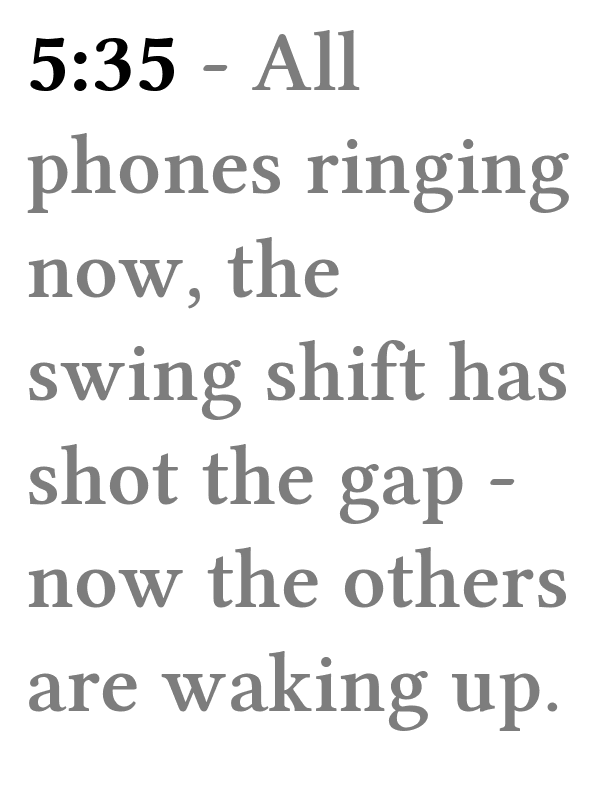 5:35 - All
phones ringing
now, the
swing shift has
shot the gap -
now the others
are waking up.